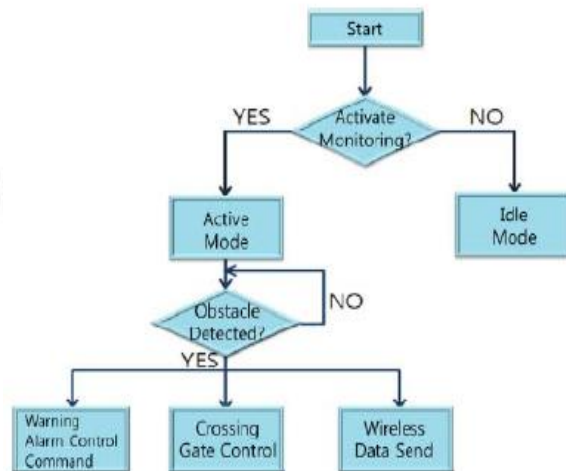 Start
YES
Activate
Monitoring?
NO
Active
Mode
Idle
Mode
NO
Obstacle
Detected?
YES
Warning
Alarm Control
Command
Crossing
Gate Control
Wireless
Data Send